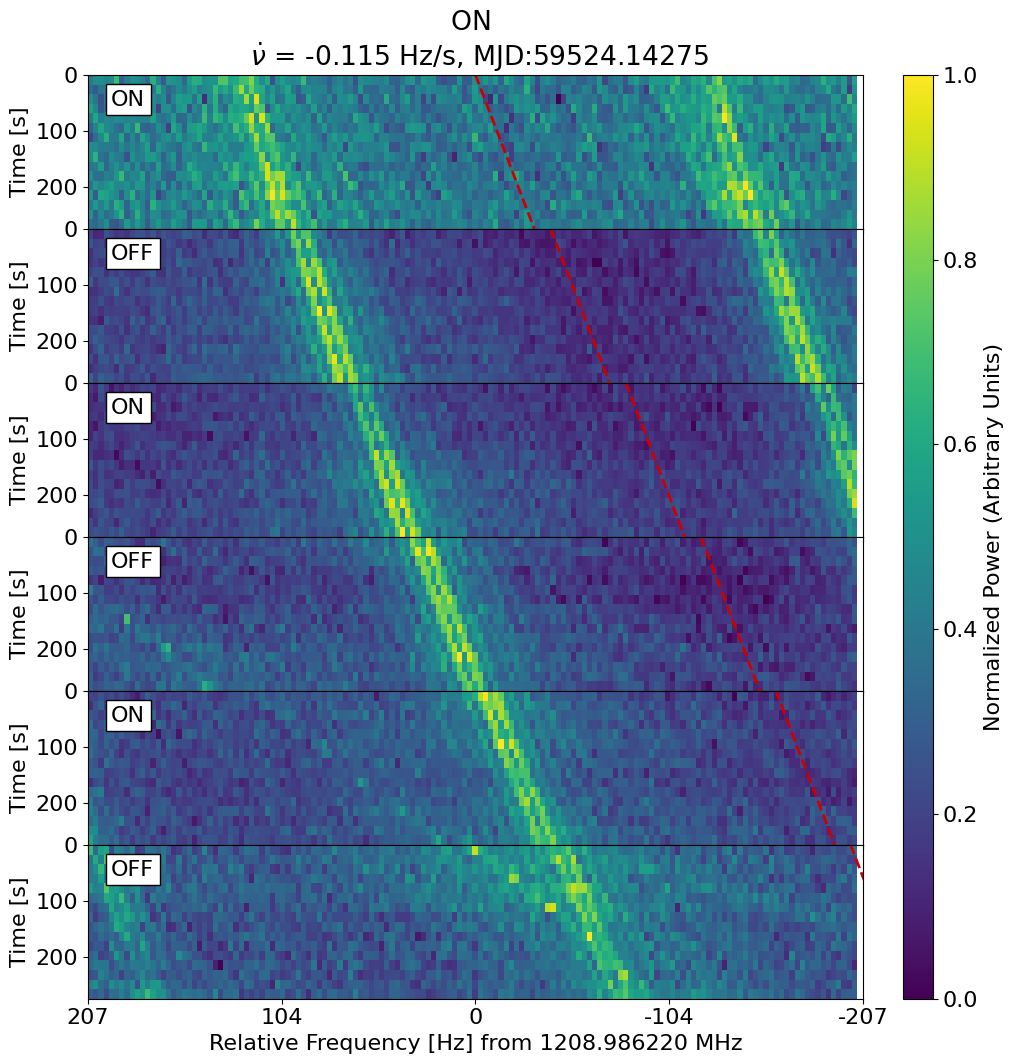 ON
ν̇ = -0.115 Hz/s, MJD:59524.14275
0
ON
100
Time [s]
200
0
OFF
100
Time [s]
200
0
ON
100
Time [s]
200
0
OFF
100
Time [s]
200
0
ON
100
Time [s]
200
0
OFF
100
Time [s]
200
207 104 0 -104 -207
Relative Frequency [Hz] from 1208.986220 MHz
1.0
0.8
0.6
0.4
0.2
0.0
Normalized Power (Arbitrary Units)